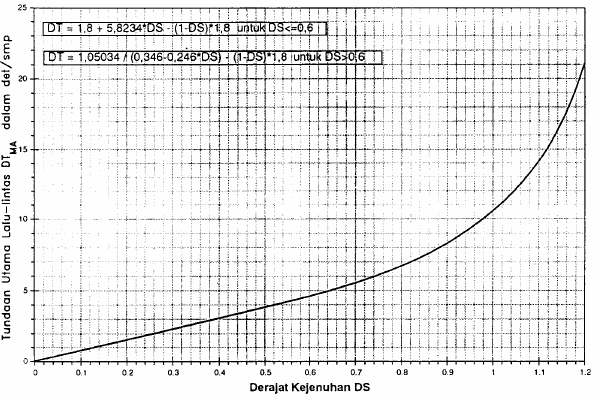 DT = 1,8 + 5,8234*DS - (1-DS)*1,8 untuk DS<=0,6
DT = 1,05034 / (0,346-0,246*DS) - (1-DS)*1,8 untuk DS>0,6
Tundaan Utama Lalu-lintas DT MA dalam det/smp
25
20
15
10
5
0
0 0.1 0.2 0.3 0.4 0.5 0.6 0.7 0.8 0.9 1 1.1 1.2
Derajat Kejenuhan DS